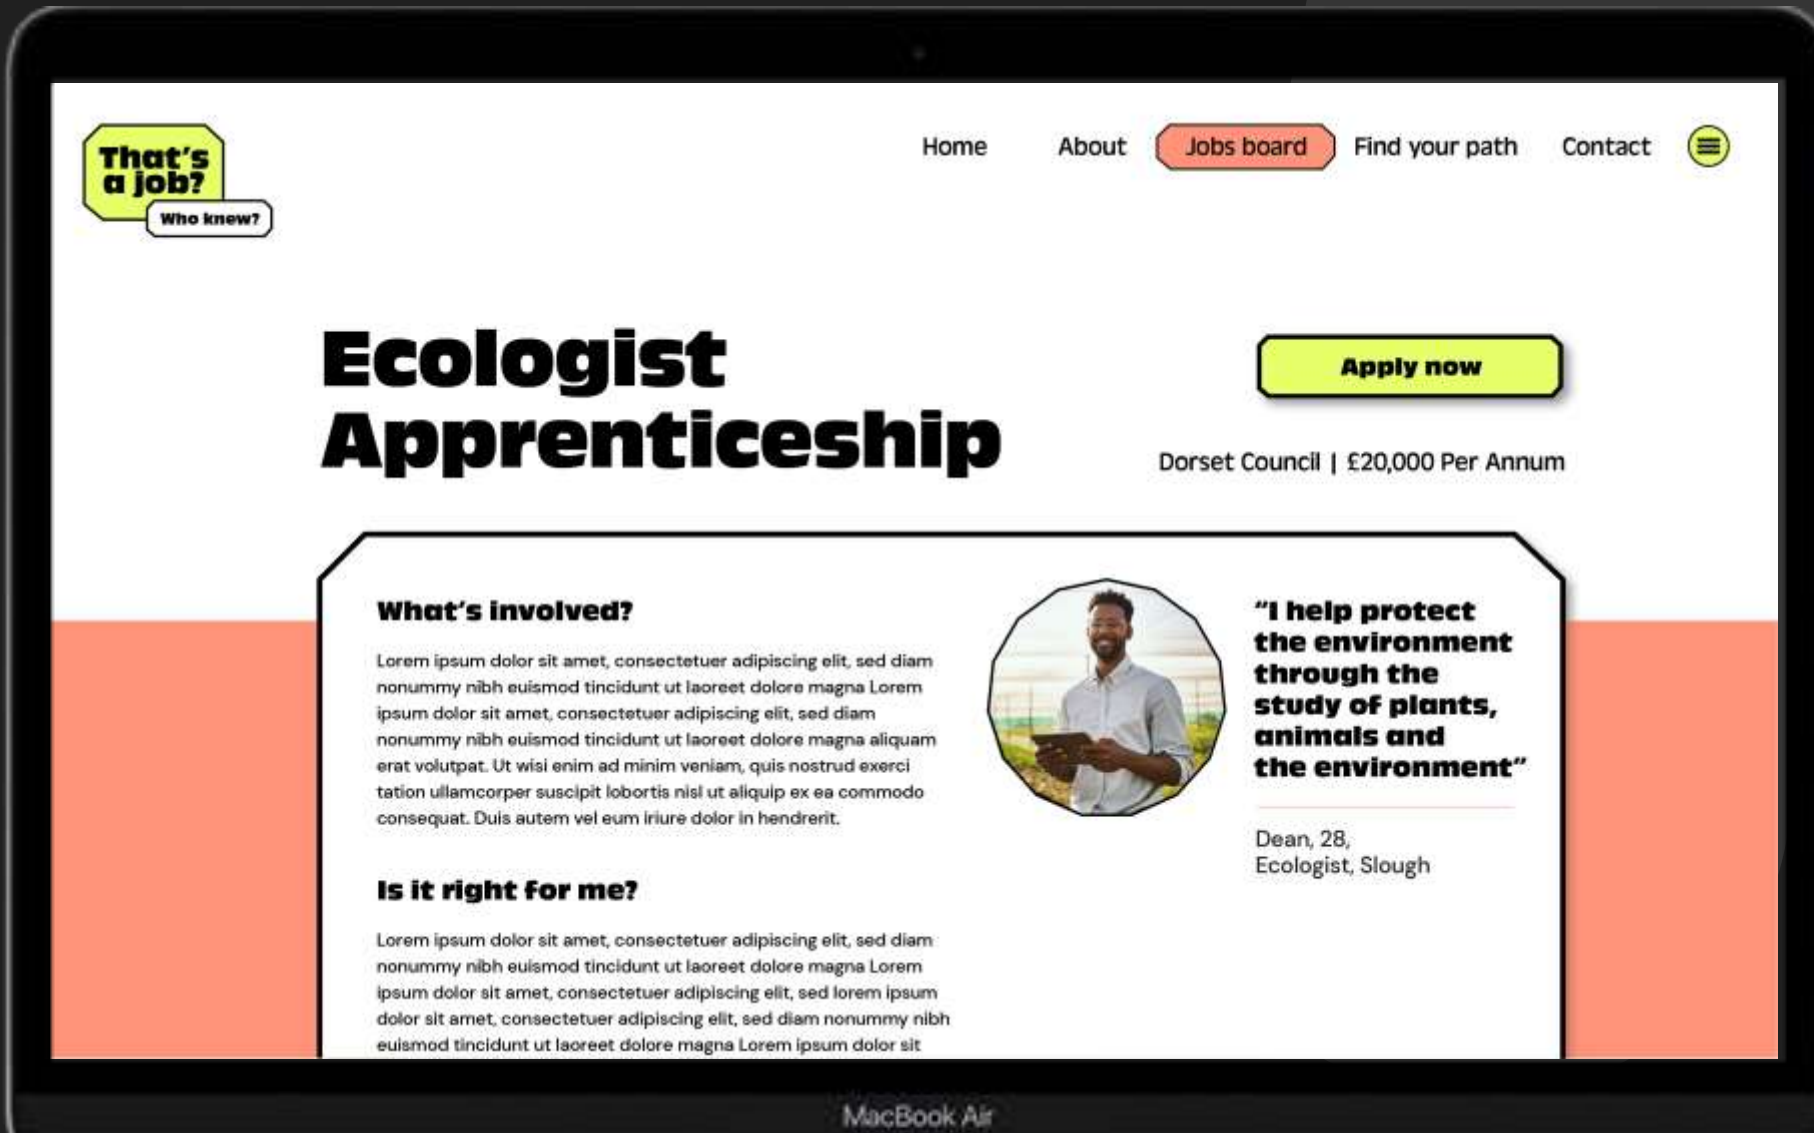 That's
a job?
Who knew?
Home About Jobs board Find your path Contact
Ecologist
Apprenticeship
Apply now
Dorset Council | £20,000 Per Annum
What's involved?
Lorem ipsum dolor sit amet, consectetuer adipiscing elit, sed diam
nonummy nibh euismod tincidunt ut laoreet dolore magna Lorem
ipsum dolor sit amet, consectetuer adipiscing elit, sed diam
nonummy nibh euismod tincidunt ut laoreet dolore magna aliquam
erat volutpat. Ut wisi enim ad minim veniam, quis nostrud exerci
tation ullamcorper suscipit lobortis nisl ut aliquip ex ea commodo
consequat. Duis autem vel eum iriure dolor in hendrerit.
Is it right for me?
Lorem ipsum dolor sit amet, consectetuer adipiscing elit, sed diam
nonummy nibh euismod tincidunt ut laoreet dolore magna Lorem
ipsum dolor sit amet, consectetuer adipiscing elit, sed lorem ipsum
dolor sit amet, consectetuer adipiscing elit, sed diam nonummy nibh
euismod tincidunt ut laoreet dolore magna Lorem ipsum dolor sit
"I help protect
the environment
through the
study of plants,
animals and
the environment"
Dean, 28,
Ecologist, Slough
MacBook Air